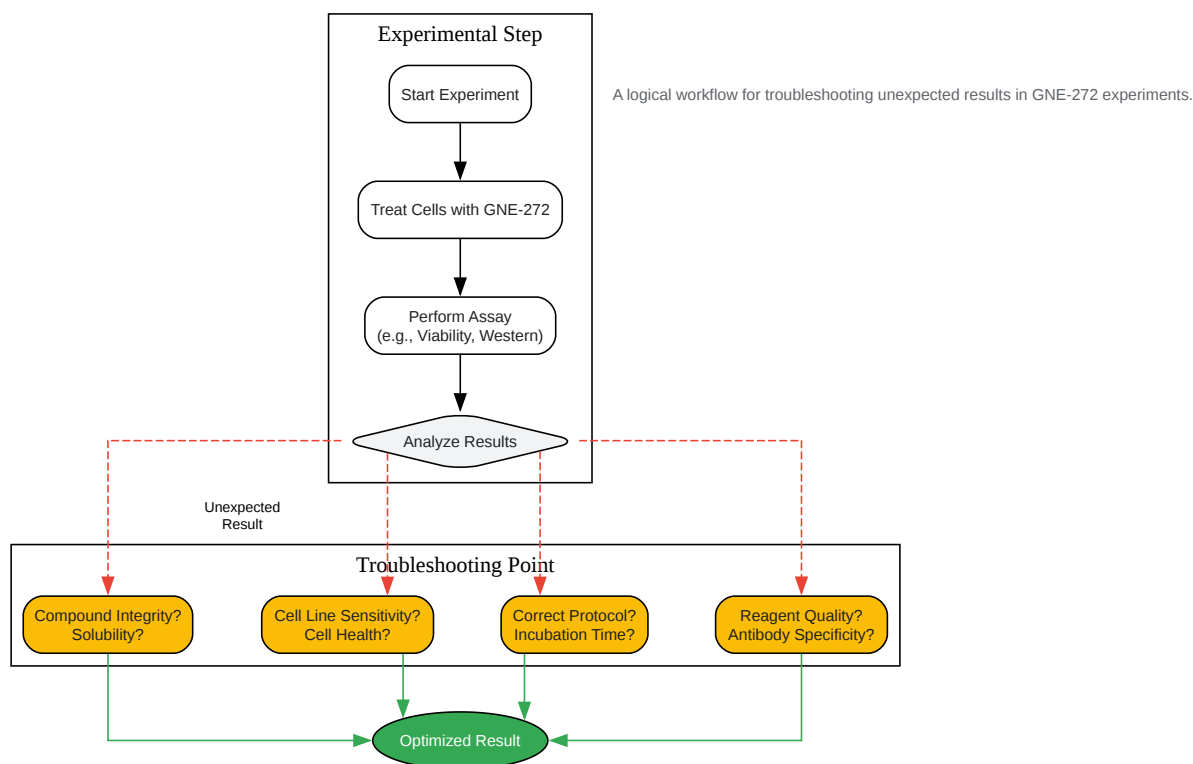 Experimental Step
Start Experiment
A logical workflow for troubleshooting unexpected results in GNE-272 experiments.
Treat Cells with GNE-272
Perform Assay
(e.g., Viability, Western)
Analyze Results
Unexpected
Result
Troubleshooting Point
Compound Integrity?
Solubility?
Cell Line Sensitivity?
Cell Health?
Correct Protocol?
Incubation Time?
Reagent Quality?
Antibody Specificity?
Optimized Result